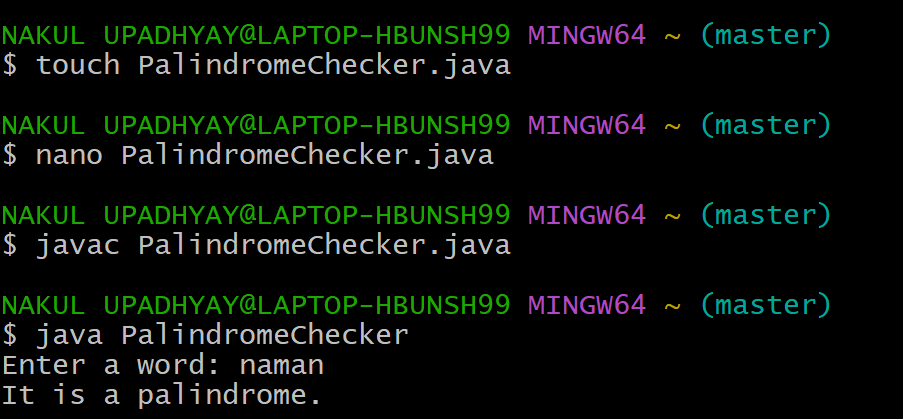 NAKUL UPADHYAY@LAPTOP-HBUNSH99 MINGW64 ~ (master)
$ touch PalindromeChecker.java
NAKUL UPADHYAY@LAPTOP-HBUNSH99 MINGW64 ~ (master)
$ nano PalindromeChecker.java
NAKUL UPADHYAY@LAPTOP-HBUNSH99 MINGW64 ~ (master)
$ javac PalindromeChecker.java
NAKUL UPADHYAY@LAPTOP-HBUNSH99 MINGW64 ~ (master)
$ java PalindromeChecker
Enter a word: naman
It is a palindrome.